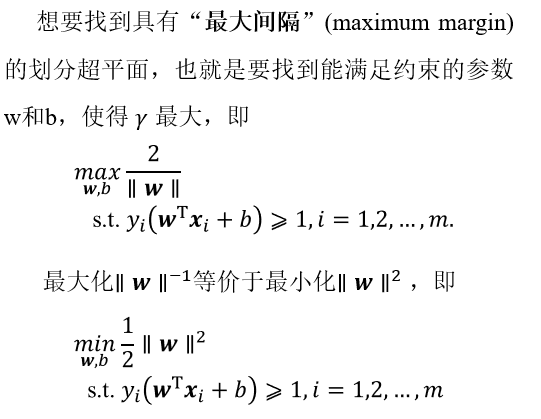 想要找到具有“最大间隔”(maximum margin)
的划分超平面，也就是要找到能满足约束的参数
w和b，使得 γ 最大，即
max 2
w,b ‖ w ‖
s.t. yᵢ(wᵀxᵢ + b) ⩾ 1, i = 1,2, …, m.
最大化‖ w ‖⁻¹等价于最小化‖ w ‖² ，即
min 1/2 ‖ w ‖²
w,b
s.t. yᵢ(wᵀxᵢ + b) ⩾ 1, i = 1,2, …, m